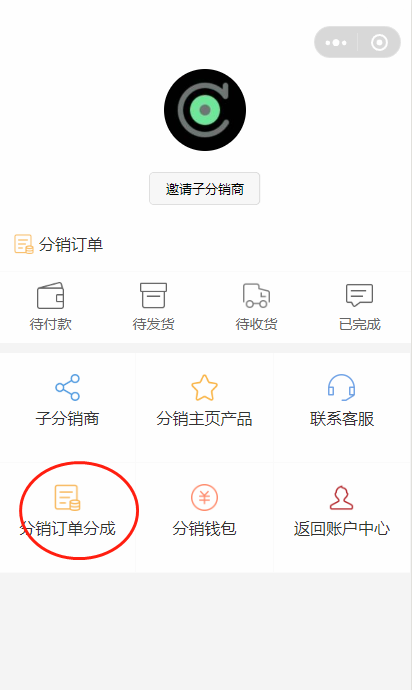 邀请子分销商
分销订单
待付款 待发货 待收货 已完成
子分销商 分销主页产品 联系客服
分销订单分成 分销钱包 返回账户中心